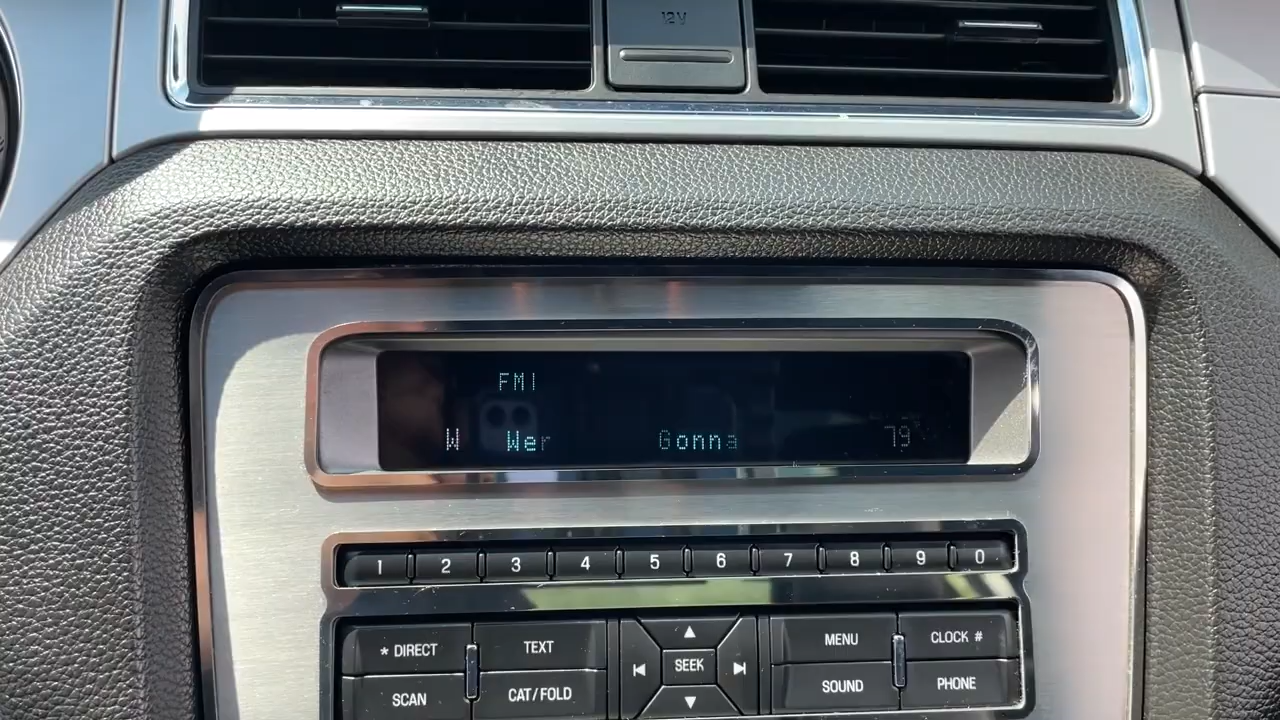 12V
FM1
W Wer Gonna 79
1 2 3 4 5 6 7 8 9 0
* DIRECT TEXT SEEK MENU CLOCK #
SCAN CAT/FOLD SOUND PHONE